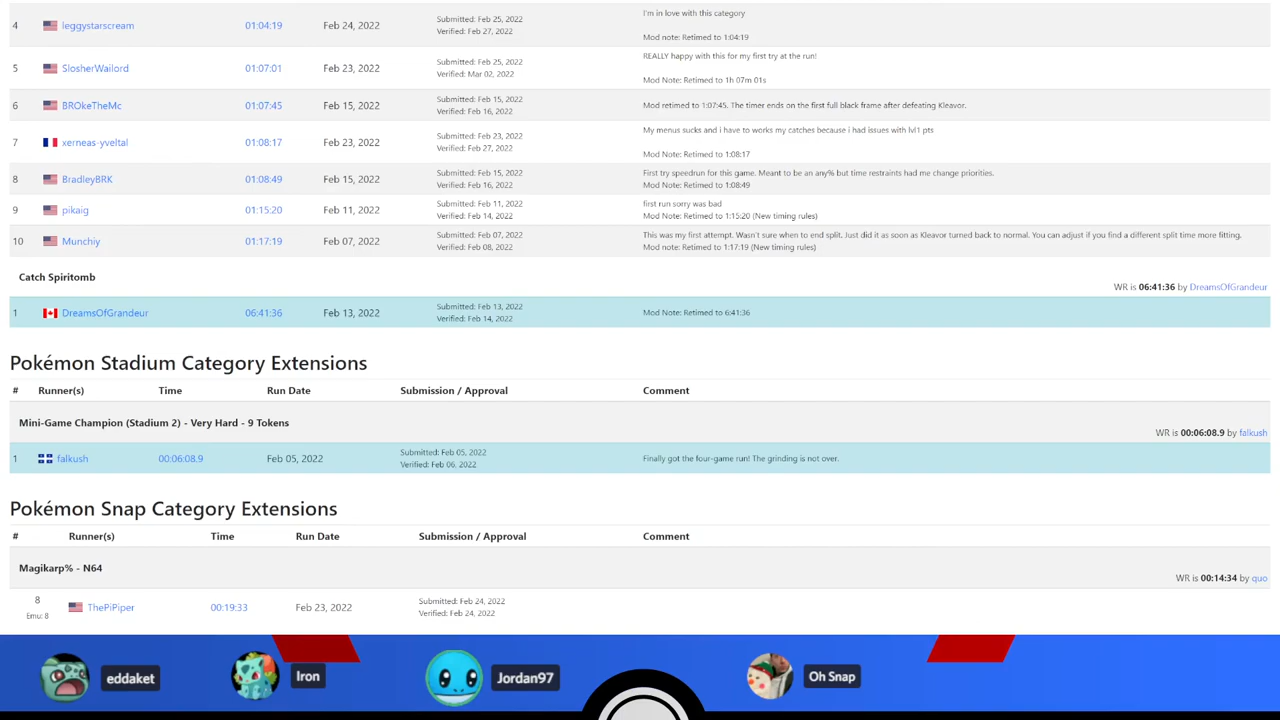 4 leggystarscream 01:04:19 Feb 24, 2022 Submitted: Feb 25, 2022 I'm in love with this category
Verified: Feb 27, 2022 Mod note: Retimed to 1:04:19
5 SlosherWailord 01:07:01 Feb 23, 2022 Submitted: Feb 25, 2022 REALLY happy with this for my first try at the run!
Verified: Mar 02, 2022 Mod Note: Retimed to 1h 07m 01s
6 BROkeTheMc 01:07:45 Feb 15, 2022 Submitted: Feb 15, 2022 Mod retimed to 1:07:45. The timer ends on the first full black frame after defeating Kleavor.
Verified: Feb 16, 2022
7 xerneas-yveltal 01:08:17 Feb 23, 2022 Submitted: Feb 23, 2022 My menus sucks and i have to works my catches because i had issues with lvl1 pts
Verified: Feb 27, 2022 Mod Note: Retimed to 1:08:17
8 BradleyBRK 01:08:49 Feb 15, 2022 Submitted: Feb 15, 2022 First try speedrun for this game. Meant to be an any% but time restraints had me change priorities.
Verified: Feb 16, 2022 Mod Note: Retimed to 1:08:49
9 pikaig 01:15:20 Feb 11, 2022 Submitted: Feb 11, 2022 first run sorry was bad
Verified: Feb 14, 2022 Mod Note: Retimed to 1:15:20 (New timing rules)
10 Munchiy 01:17:19 Feb 07, 2022 Submitted: Feb 07, 2022 This was my first attempt. Wasn't sure when to end split. Just did it as soon as Kleavor turned back to normal. You can adjust if you find a different split time more fitting.
Verified: Feb 08, 2022 Mod note: Retimed to 1:17:19 (New timing rules)
Catch Spiritomb
WR is 06:41:36 by DreamsOfGrandeur
1 DreamsOfGrandeur 06:41:36 Feb 13, 2022 Submitted: Feb 13, 2022 Mod Note: Retimed to 6:41:36
Verified: Feb 14, 2022
Pokémon Stadium Category Extensions
# Runner(s) Time Run Date Submission / Approval Comment
Mini-Game Champion (Stadium 2) - Very Hard - 9 Tokens
WR is 00:06:08.9 by falkush
1 falkush 00:06:08.9 Feb 05, 2022 Submitted: Feb 05, 2022 Finally got the four-game run! The grinding is not over.
Verified: Feb 06, 2022
Pokémon Snap Category Extensions
# Runner(s) Time Run Date Submission / Approval Comment
Magikarp% - N64
WR is 00:14:34 by quo
8 ThePiPiper 00:19:33 Feb 23, 2022 Submitted: Feb 24, 2022
Emu: 8 Verified: Feb 24, 2022
eddaket Iron Jordan97 Oh Snap